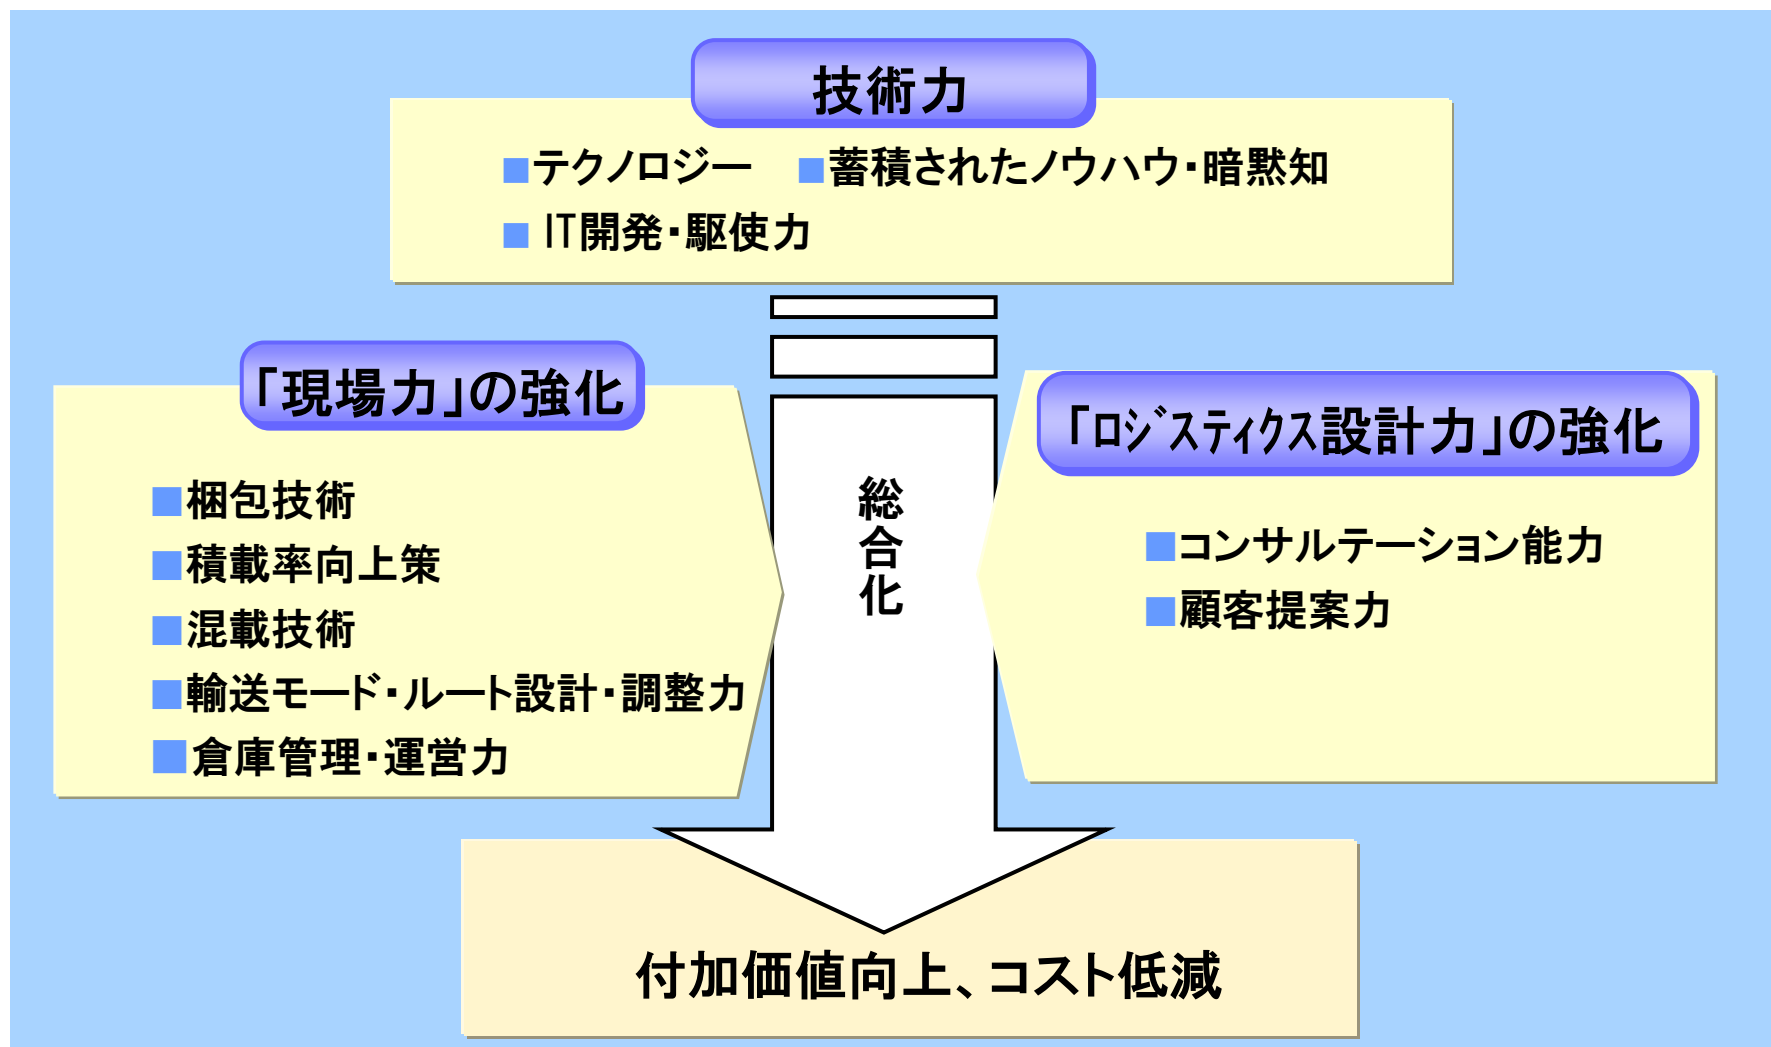 技術力
■テクノロジー　■蓄積されたノウハウ・暗黙知
■ IT開発・駆使力
「現場力」の強化
■梱包技術
■積載率向上策
■混載技術
■輸送モード・ルート設計・調整力
■倉庫管理・運営力
総合化
「ﾛｼﾞｽﾃｨｸｽ設計力」の強化
■コンサルテーション能力
■顧客提案力
付加価値向上、コスト低減